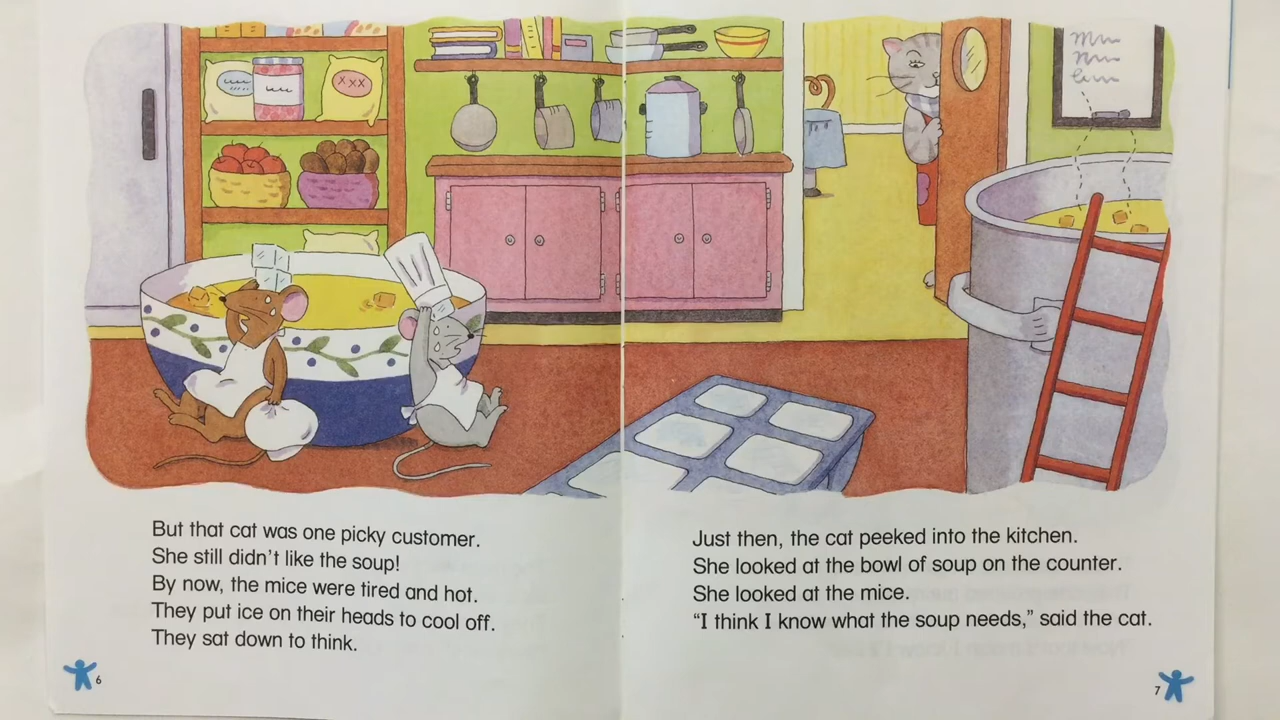 XXX
But that cat was one picky customer.
She still didn't like the soup!
By now, the mice were tired and hot.
They put ice on their heads to cool off.
They sat down to think.
6
Just then, the cat peeked into the kitchen.
She looked at the bowl of soup on the counter.
She looked at the mice.
“I think I know what the soup needs,” said the cat.
7